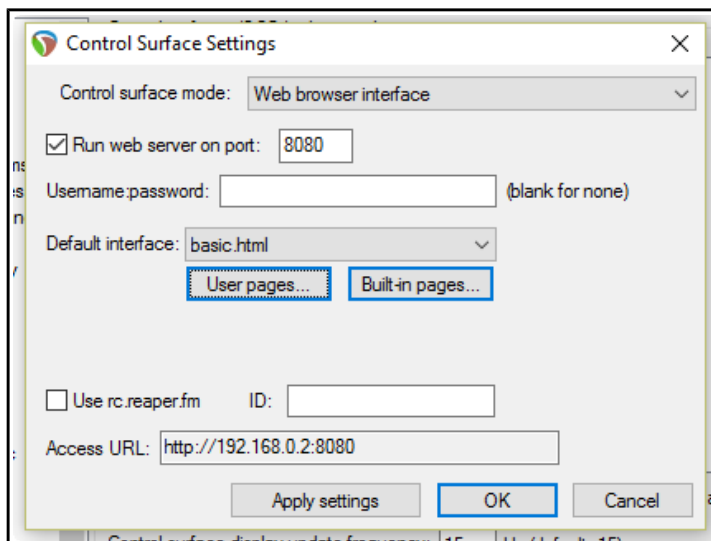 Control Surface Settings
Control surface mode: Web browser interface
Run web server on port: 8080
Username:password: (blank for none)
Default interface: basic.html
User pages... Built-in pages...
Use rc.reaper.fm ID:
Access URL: http://192.168.0.2:8080
Apply settings OK Cancel